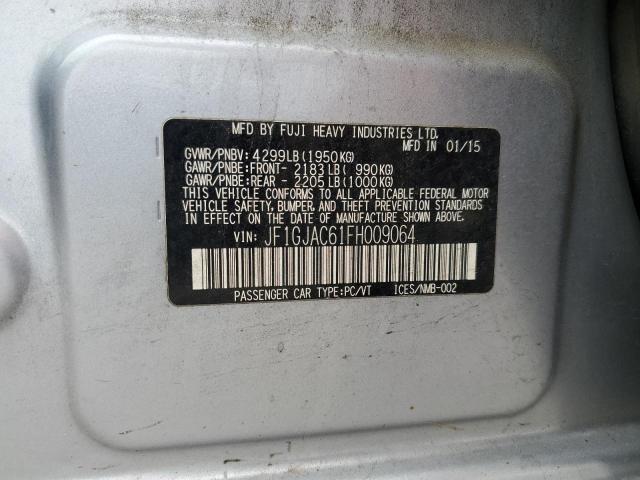 MFD BY FUJI HEAVY INDUSTRIES LTD.
MFD IN 01/15
GVWR/PNBV: 4299LB(1950KG)
GAWR/PNBE:FRONT- 2183LB( 990KG)
GAWR/PNBE:REAR - 2205LB(1000KG)
THIS VEHICLE CONFORMS TO ALL APPLICABLE FEDERAL MOTOR
VEHICLE SAFETY, BUMPER, AND THEFT PREVENTION STANDARDS
IN EFFECT ON THE DATE OF MANUFACTURE SHOWN ABOVE.
VIN: JF1GJAC61FH009064
PASSENGER CAR TYPE:PC/VT ICES/NMB-002